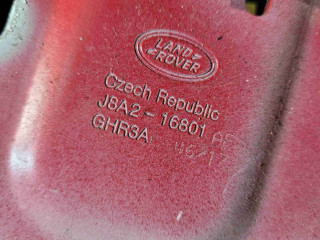 LAND
ROVER
Czech Republic
J8A2-16801
GHR3A